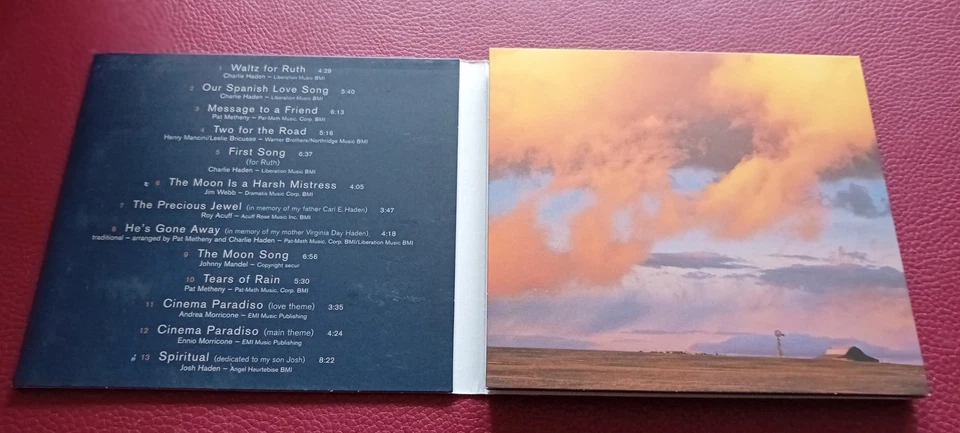 1 Waltz for Ruth 4:29
Charlie Haden – Liberation Music BMI
2 Our Spanish Love Song 5:40
Charlie Haden – Liberation Music BMI
3 Message to a Friend 6:13
Pat Metheny – Pat-Meth Music, Corp. BMI
4 Two for the Road 5:16
Henry Mancini/Leslie Bricusse – Warner Brothers/Northridge Music BMI
5 First Song 6:37
(for Ruth)
Charlie Haden – Liberation Music BMI
6 The Moon Is a Harsh Mistress 4:05
Jim Webb – Dramatis Music Corp. BMI
7 The Precious Jewel (in memory of my father Carl E. Haden) 3:47
Roy Acuff – Acuff Rose Music Inc. BMI
8 He's Gone Away (in memory of my mother Virginia Day Haden) 4:18
traditional – arranged by Pat Metheny and Charlie Haden – Pat-Meth Music, Corp. BMI/Liberation Music BMI
9 The Moon Song 6:56
Johnny Mandel – Copyright secur
10 Tears of Rain 5:30
Pat Metheny – Pat-Meth Music, Corp. BMI
11 Cinema Paradiso (love theme) 3:35
Andrea Morricone – EMI Music Publishing
12 Cinema Paradiso (main theme) 4:24
Ennio Morricone – EMI Music Publishing
13 Spiritual (dedicated to my son Josh) 8:22
Josh Haden – Angel Heurtebise BMI